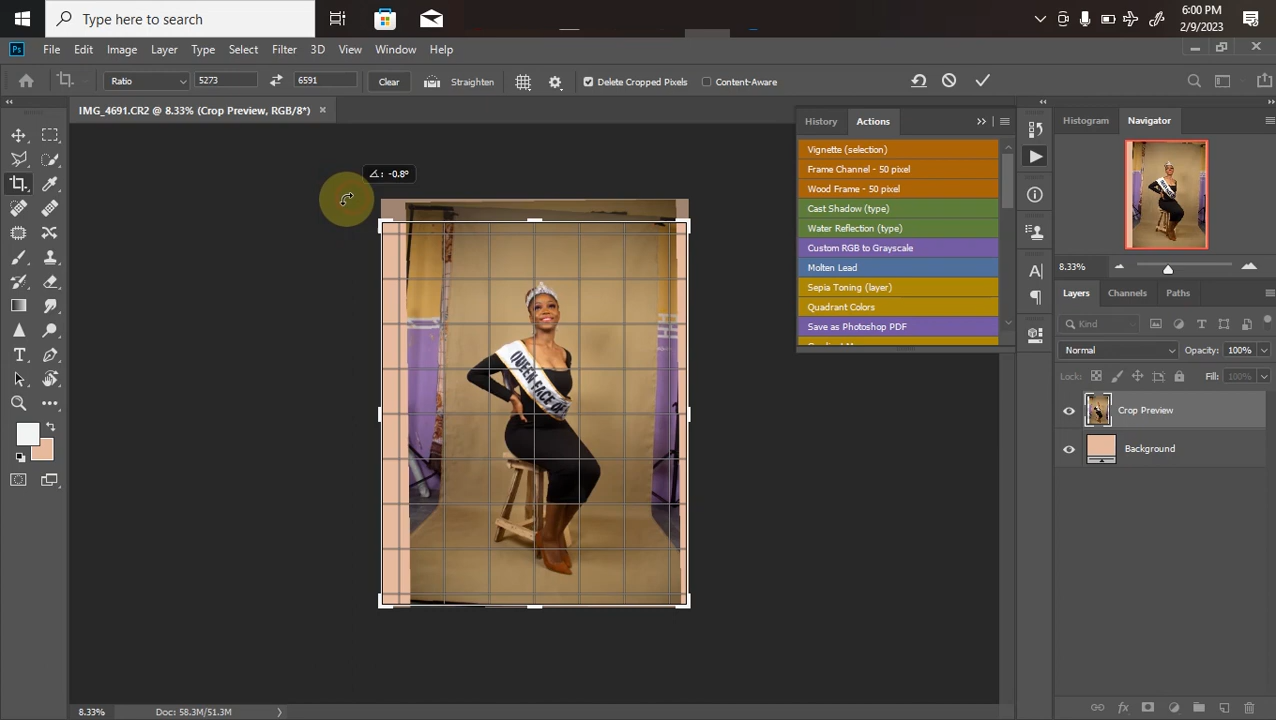 Type here to search
6:00 PM
2/9/2023
Ps File Edit Image Layer Type Select Filter 3D View Window Help
Ratio 5273 6591 Clear Straighten Delete Cropped Pixels Content-Aware
IMG_4691.CR2 @ 8.33% (Crop Preview, RGB/8*)
-0.8°
QUEEN FACE OF
History Actions
Vignette (selection)
Frame Channel - 50 pixel
Wood Frame - 50 pixel
Cast Shadow (type)
Water Reflection (type)
Custom RGB to Grayscale
Molten Lead
Sepia Toning (layer)
Quadrant Colors
Save as Photoshop PDF
Histogram Navigator
8.33%
Layers Channels Paths
Kind
Normal Opacity: 100%
Lock: Fill: 100%
Crop Preview
Background
8.33% Doc: 58.3M/51.3M